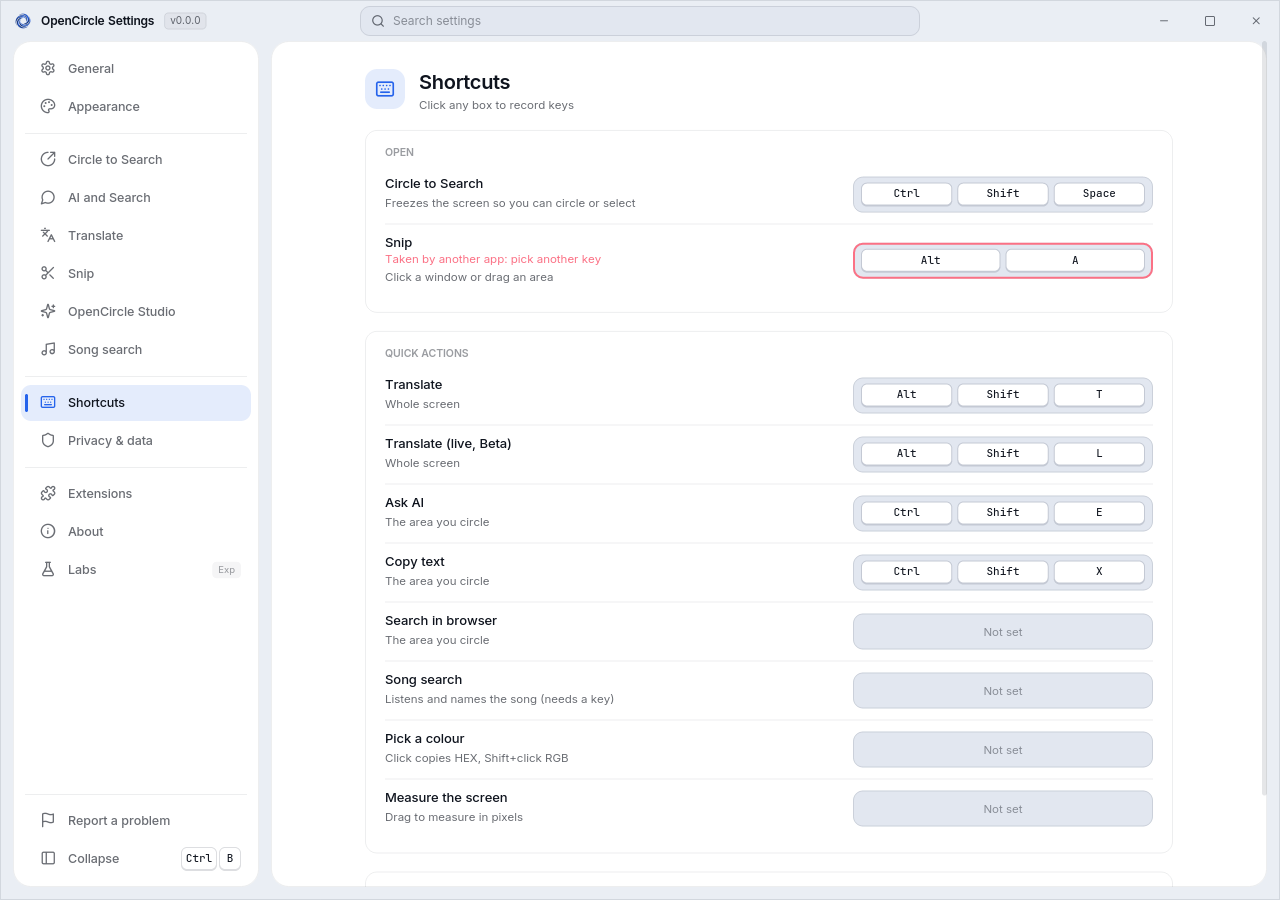 OpenCircle Settings v0.0.0
Search settings
General
Appearance
Circle to Search
AI and Search
Translate
Snip
OpenCircle Studio
Song search
Shortcuts
Privacy & data
Extensions
About
Labs Exp
Report a problem
Collapse Ctrl B
Shortcuts
Click any box to record keys
OPEN
Circle to Search
Freezes the screen so you can circle or select
Ctrl Shift Space
Snip
Taken by another app: pick another key
Click a window or drag an area
Alt A
QUICK ACTIONS
Translate
Whole screen
Alt Shift T
Translate (live, Beta)
Whole screen
Alt Shift L
Ask AI
The area you circle
Ctrl Shift E
Copy text
The area you circle
Ctrl Shift X
Search in browser
The area you circle
Not set
Song search
Listens and names the song (needs a key)
Not set
Pick a colour
Click copies HEX, Shift+click RGB
Not set
Measure the screen
Drag to measure in pixels
Not set